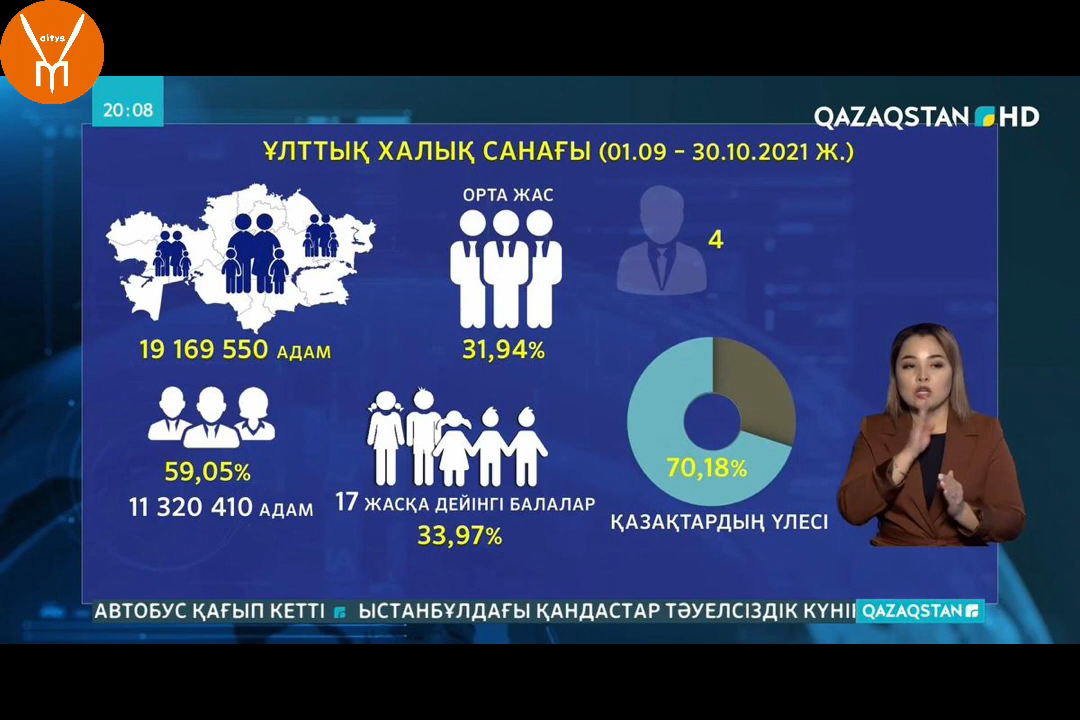 aitys
20:08
QAZAQSTAN HD
ҰЛТТЫҚ ХАЛЫҚ САНАҒЫ (01.09 – 30.10.2021 Ж.)
ОРТА ЖАС
4
19 169 550 АДАМ
31,94%
59,05%
11 320 410 АДАМ
17 ЖАСҚА ДЕЙІНГІ БАЛАЛАР
33,97%
70,18%
ҚАЗАҚТАРДЫҢ ҮЛЕСІ
АВТОБУС ҚАҒЫП КЕТТІ ЫСТАНБҰЛДАҒЫ ҚАНДАСТАР ТӘУЕЛСІЗДІК КҮНІ
QAZAQSTAN